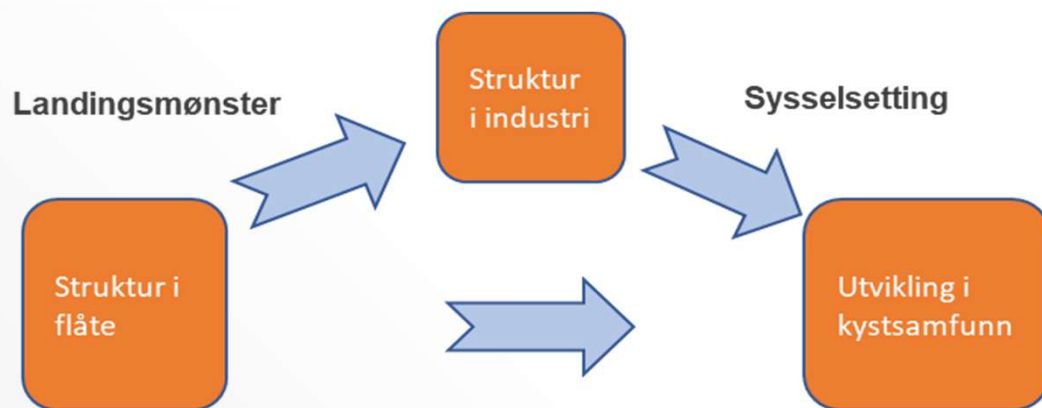 Landingsmønster
Struktur
i industri
Sysselsetting
Struktur i
flåte
Utvikling i
kystsamfunn